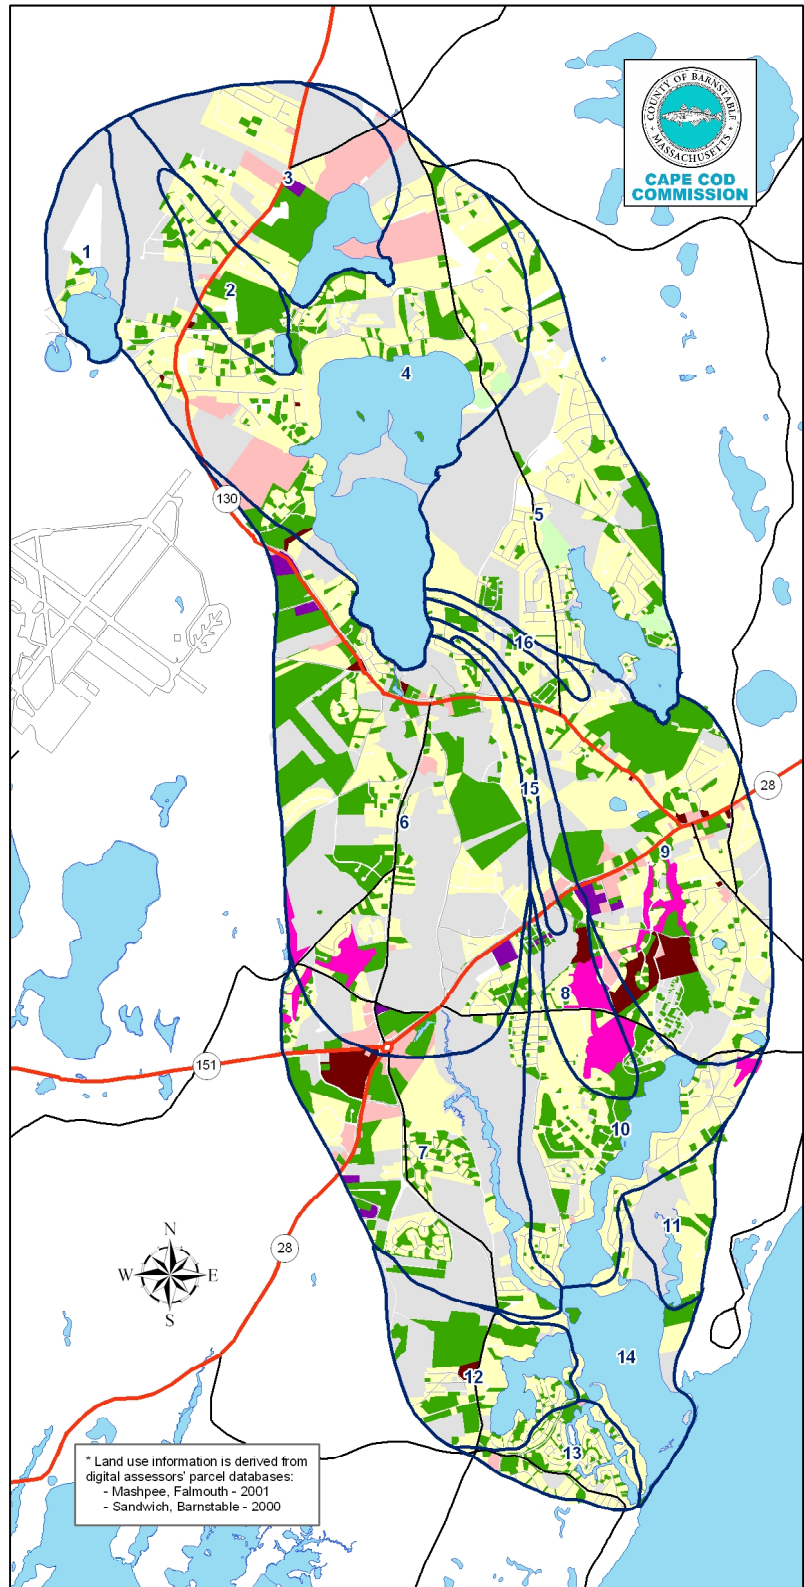 COUNTY OF BARNSTABLE
MASSACHUSETTS
CAPE COD
COMMISSION
3
1
2
4
130
5
16
15
28
6
9
8
151
10
7
11
N
W E
S
28
14
12
13
* Land use information is derived from
digital assessors' parcel databases:
- Mashpee, Falmouth - 2001
- Sandwich, Barnstable - 2000